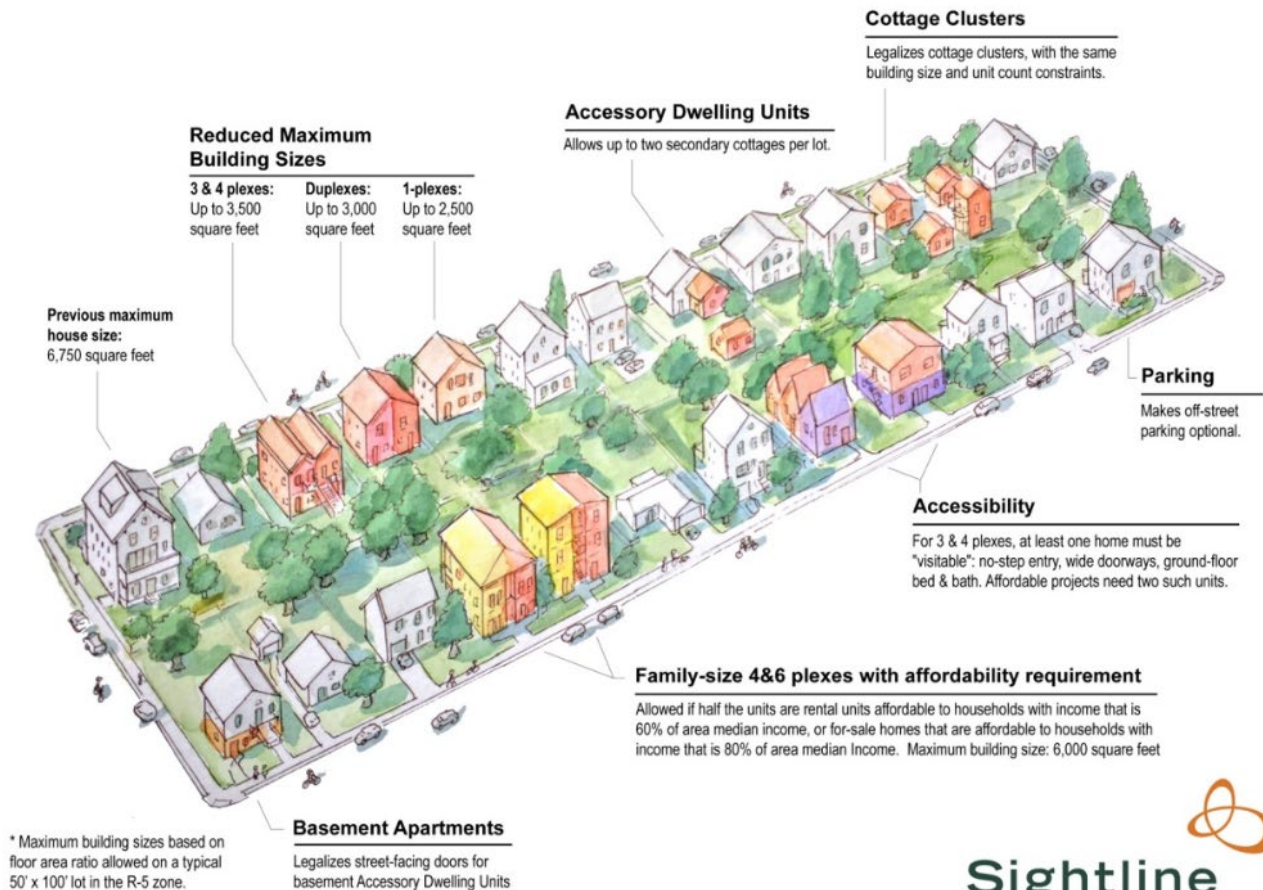 Cottage Clusters
Legalizes cottage clusters, with the same
building size and unit count constraints.
Accessory Dwelling Units
Allows up to two secondary cottages per lot.
Reduced Maximum
Building Sizes
3 & 4 plexes:
Up to 3,500
square feet
Duplexes:
Up to 3,000
square feet
1-plexes:
Up to 2,500
square feet
Previous maximum
house size:
6,750 square feet
Parking
Makes off-street
parking optional.
Accessibility
For 3 & 4 plexes, at least one home must be
"visitable": no-step entry, wide doorways, ground-floor
bed & bath. Affordable projects need two such units.
Family-size 4&6 plexes with affordability requirement
Allowed if half the units are rental units affordable to households with income that is
60% of area median income, or for-sale homes that are affordable to households with
income that is 80% of area median Income. Maximum building size: 6,000 square feet
Basement Apartments
Legalizes street-facing doors for
basement Accessory Dwelling Units
* Maximum building sizes based on
floor area ratio allowed on a typical
50' x 100' lot in the R-5 zone.
Sightline